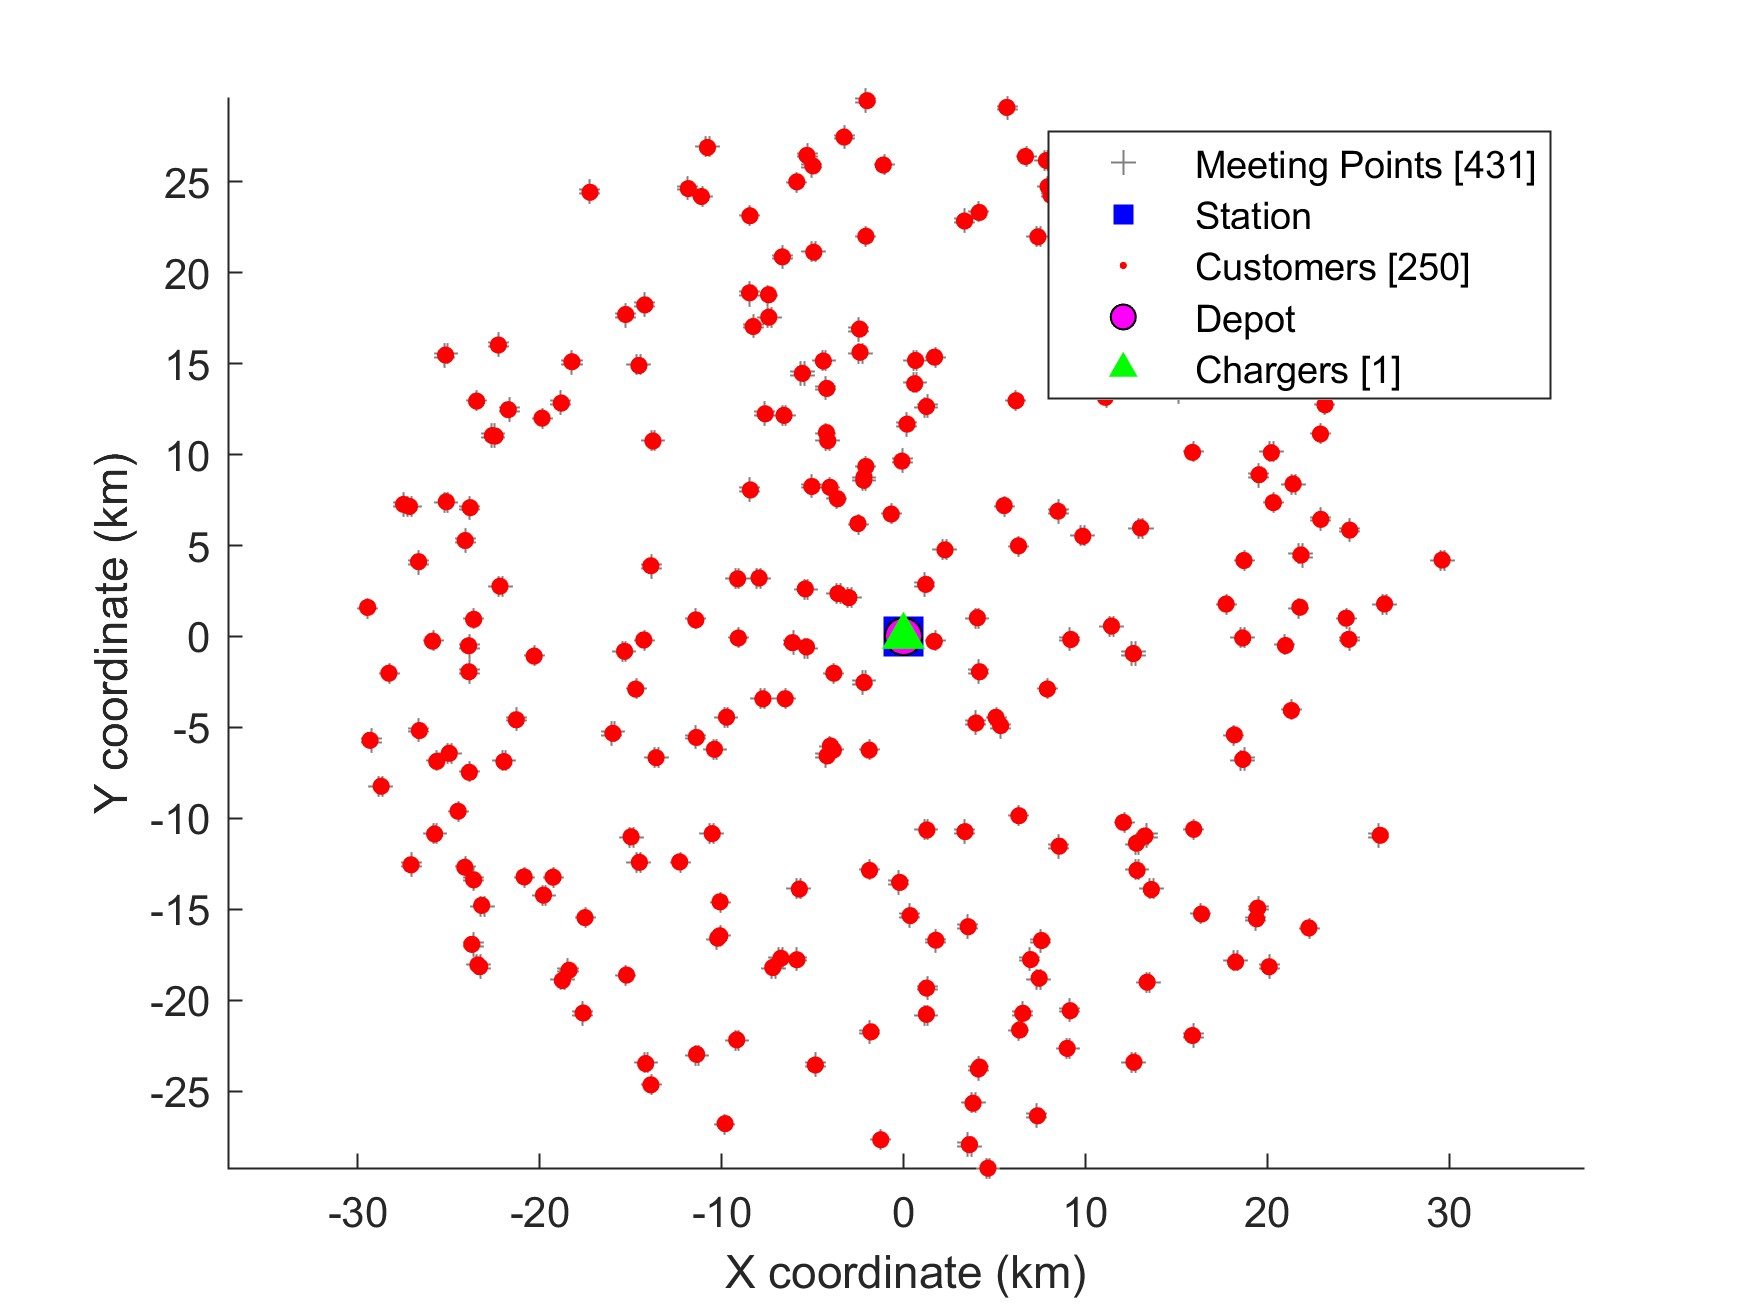 Meeting Points [431]
Station
Customers [250]
Depot
Chargers [1]
25
20
15
10
5
0
-5
-10
-15
-20
-25
Y coordinate (km)
-30
-20
-10
0
10
20
30
X coordinate (km)